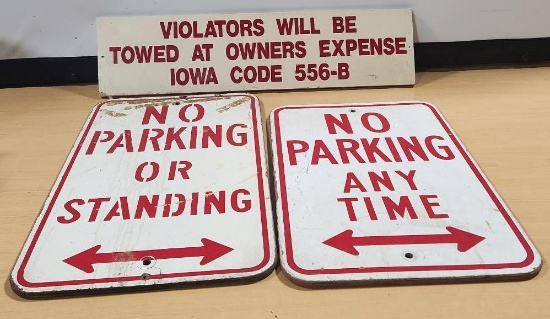 VIOLATORS WILL BE
TOWED AT OWNERS EXPENSE
IOWA CODE 556-B
NO
PARKING
OR
STANDING
NO
PARKING
ANY
TIME